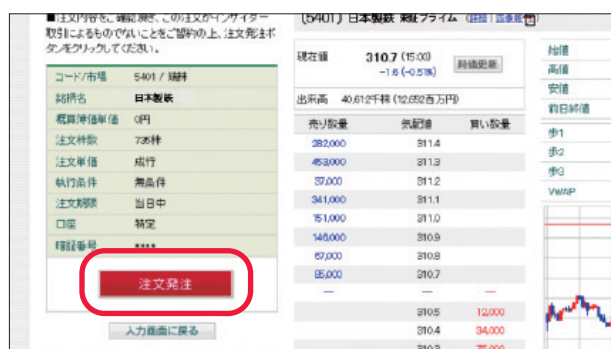 ■注文内容をご確認頂き、この注文がインサイダー
取引によるものでないことをご誓約の上、注文発注ボ
タンをクリックしてください。
コード/市場 5401 /
銘柄名 日本製鉄
概算簿価単価 0円
注文株数 735株
注文単価 成行
執行条件 無条件
注文期限 当日中
口座 特定
暗証番号 ****
注文発注
入力画面に戻る
(5401) 日本製鉄 東証プライム
現在値 310.7 (15:00) 時価更新
-1.6 (-0.51%)
出来高 40,612千株 (12,692百万円)
売り数量 気配値 買い数量
282,000 311.4
453,000 311.3
37,000 311.2
341,000 311.1
151,000 311.0
146,000 310.9
67,000 310.8
85,000 310.7
— — —
310.5 12,000
310.4 34,000
始値
高値
安値
前日終値
歩1
歩2
歩3
VWAP